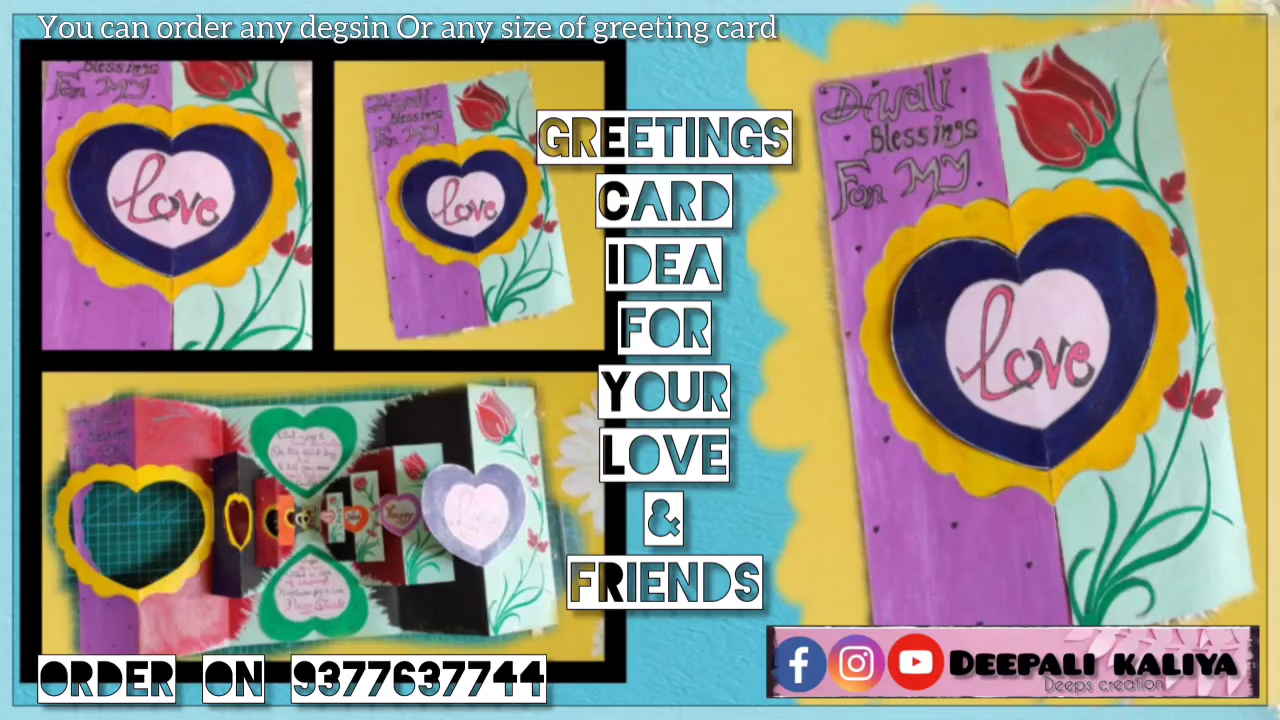 You can order any degsin Or any size of greeting card
Blessings
For My
Diwali
Blessings
For My
Love
Love
GREETINGS
CARD
IDEA
FOR
YOUR
LOVE
&
FRIENDS
Diwali
Blessings
For My
Love
Happy
ORDER ON 9377637744
DEEPALI KALIYA
Deeps creation